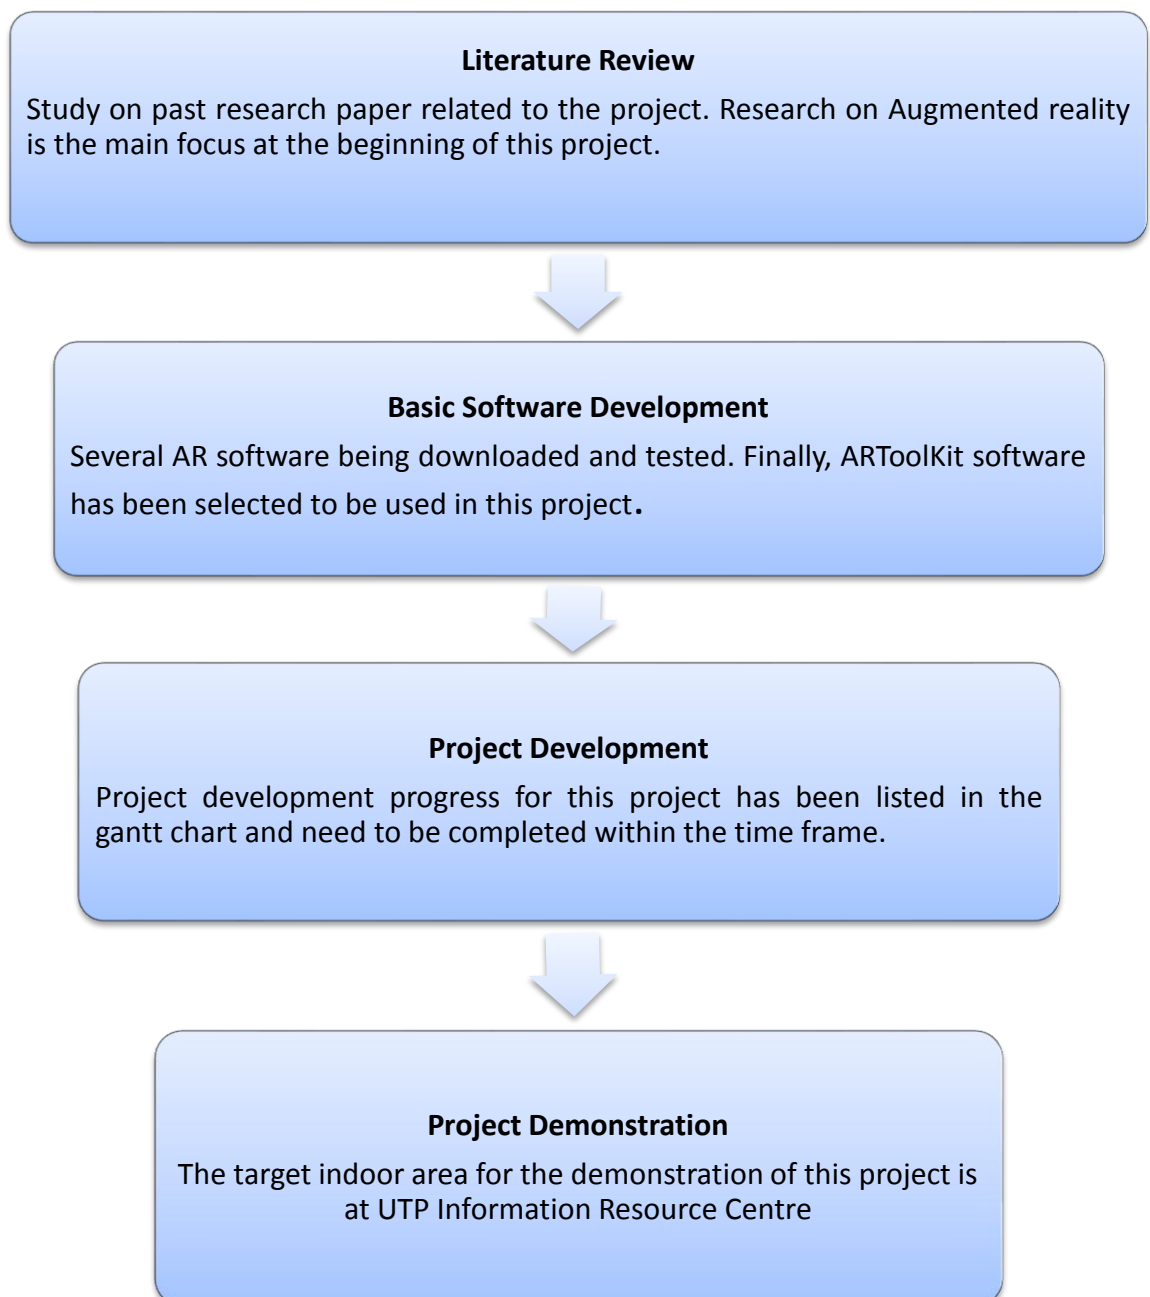 Literature Review
Study on past research paper related to the project. Research on Augmented reality
is the main focus at the beginning of this project.
Basic Software Development
Several AR software being downloaded and tested. Finally, ARToolKit software
has been selected to be used in this project.
Project Development
Project development progress for this project has been listed in the
gantt chart and need to be completed within the time frame.
Project Demonstration
The target indoor area for the demonstration of this project is
at UTP Information Resource Centre